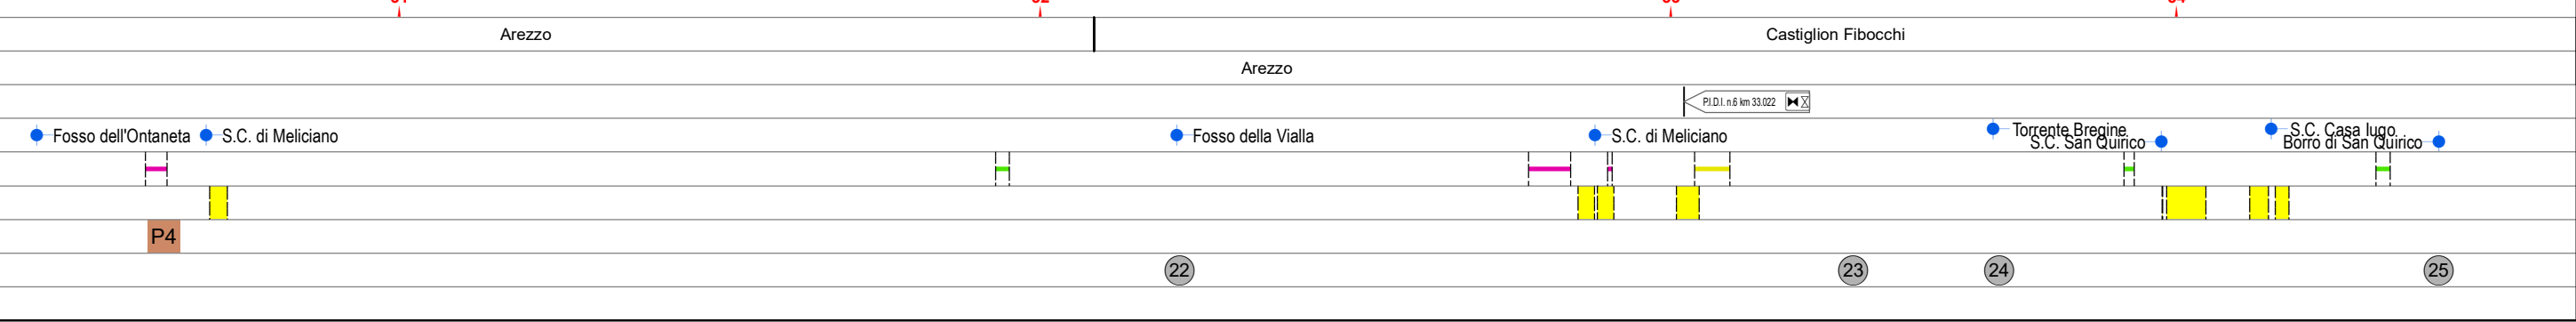 Arezzo Castiglion Fibocchi
Arezzo
P.I.D.I. n.6 km 33.022
Fosso dell'Ontaneta S.C. di Meliciano Fosso della Vialla S.C. di Meliciano Torrente Bregine S.C. Casa Iugo
S.C. San Quirico Borro di San Quirico
P4
22 23 24 25